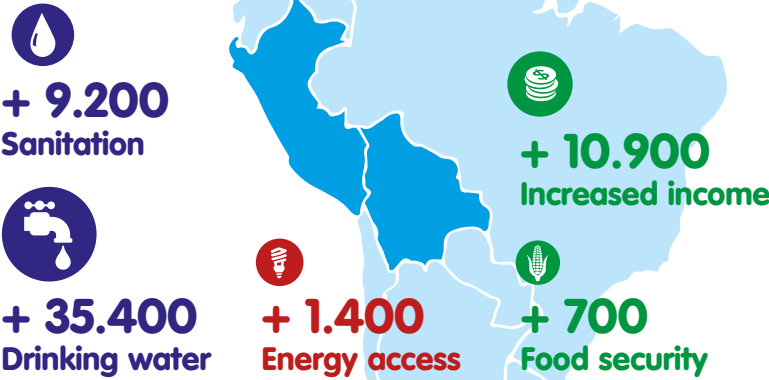 + 9.200
Sanitation
+ 10.900
Increased income
+ 35.400
Drinking water
+ 1.400
Energy access
+ 700
Food security